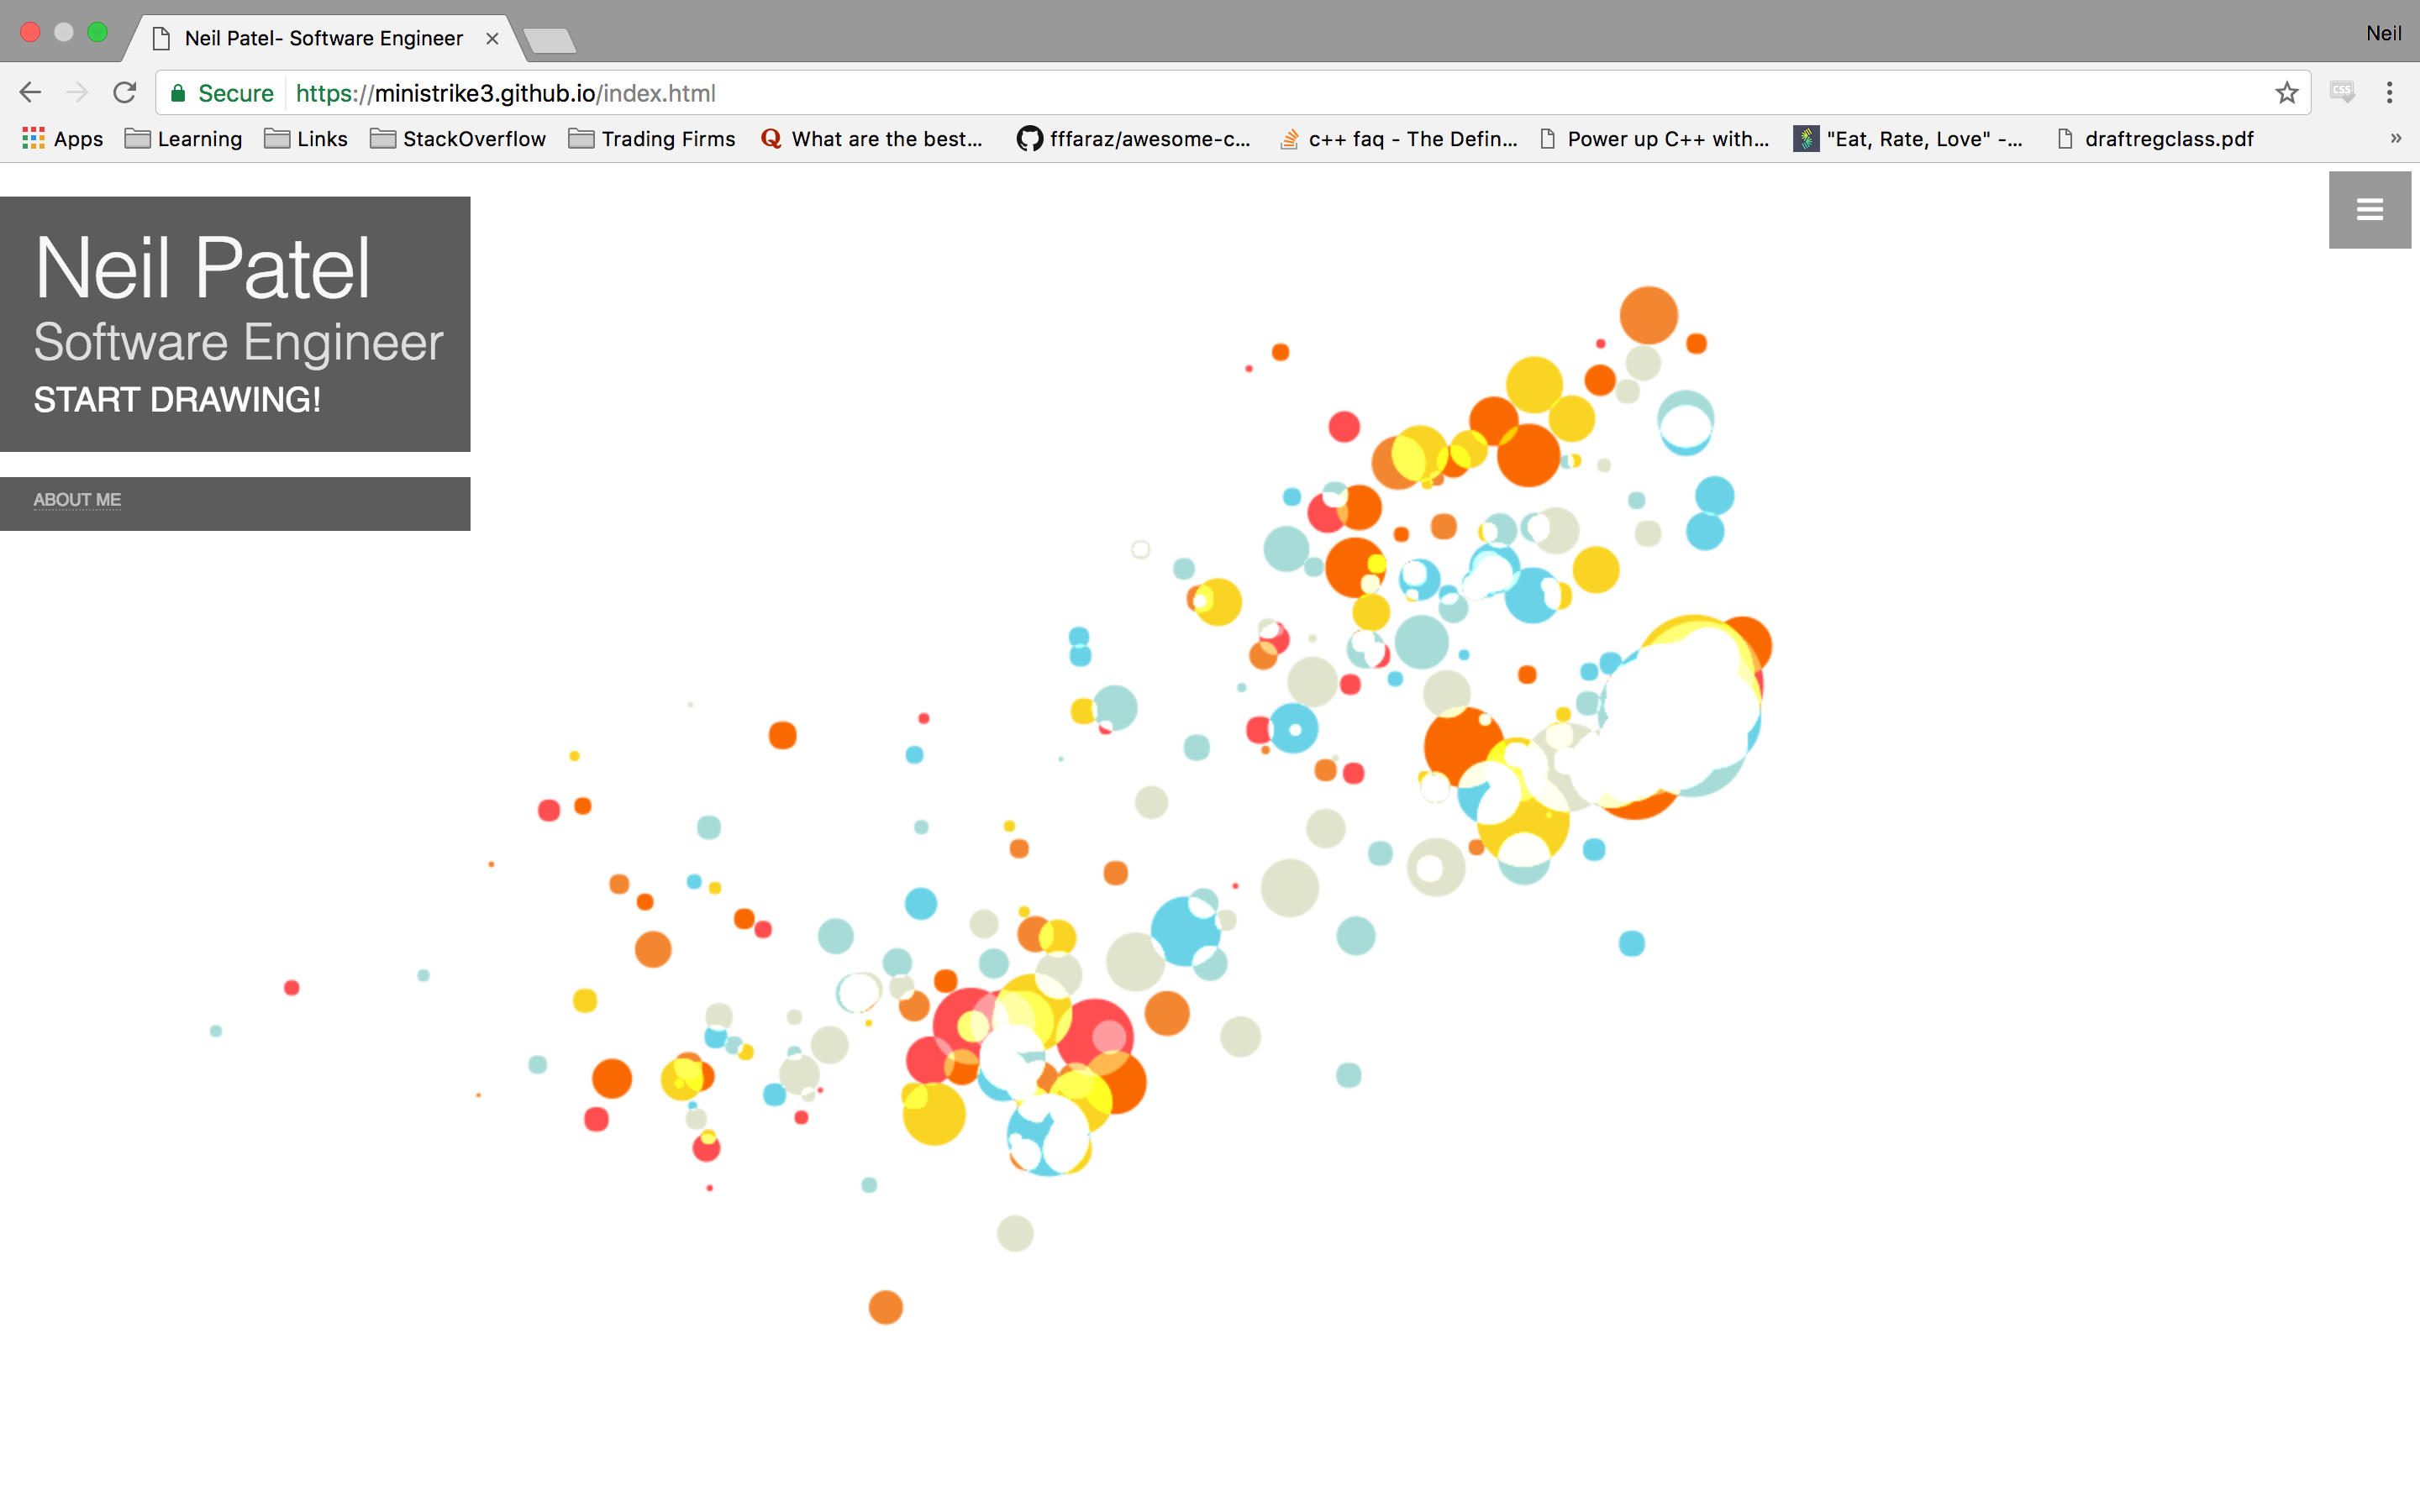 Neil Patel- Software Engineer
Neil
Secure https://ministrike3.github.io/index.html
CSS
Apps Learning Links StackOverflow Trading Firms Q What are the best... fffaraz/awesome-c... c++ faq - The Defin... Power up C++ with... "Eat, Rate, Love" -... draftregclass.pdf »
Neil Patel
Software Engineer
START DRAWING!
ABOUT ME